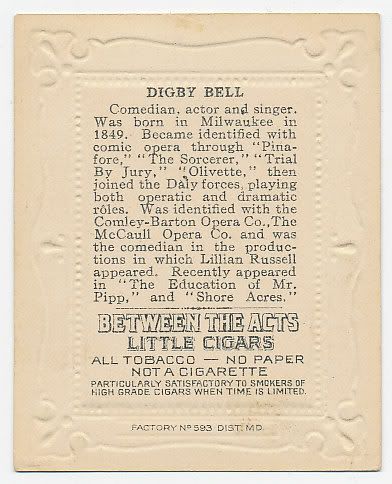 DIGBY BELL
Comedian, actor and singer.
Was born in Milwaukee in
1849. Became identified with
comic opera through "Pina-
fore," "The Sorcerer," "Trial
By Jury," "Olivette," then
joined the Daly forces, playing
both operatic and dramatic
rôles. Was identified with the
Comley-Barton Opera Co., The
McCaull Opera Co. and was
the comedian in the produc-
tions in which Lillian Russell
appeared. Recently appeared
in "The Education of Mr.
Pipp," and "Shore Acres."
BETWEEN THE ACTS
LITTLE CIGARS
ALL TOBACCO — NO PAPER
NOT A CIGARETTE
PARTICULARLY SATISFACTORY TO SMOKERS OF
HIGH GRADE CIGARS WHEN TIME IS LIMITED.
FACTORY Nº 593 DIST. MD.